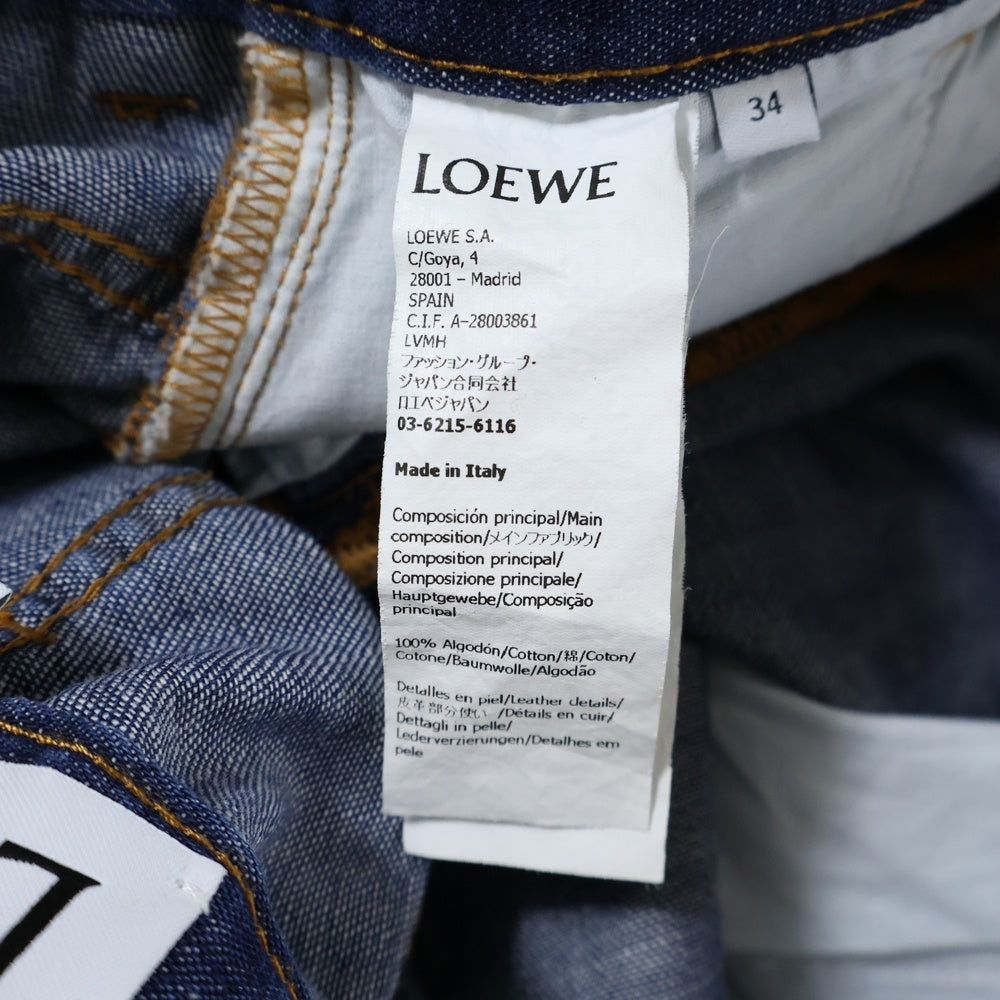 34
LOEWE
LOEWE S.A.
C/Goya, 4
28001 – Madrid
SPAIN
C.I.F. A-28003861
LVMH
ファッション・グループ・
ジャパン合同会社
ロエベジャパン
03-6215-6116
Made in Italy
Composición principal/Main
composition/メインファブリック/
Composition principal/
Composizione principale/
Hauptgewebe/Composição
principal
100% Algodón/Cotton/綿/Coton/
Cotone/Baumwolle/Algodão
Detalles en piel/Leather details/
皮革部分使い /Détails en cuir/
Dettagli in pelle/
Lederverzierungen/Detalhes em
pele